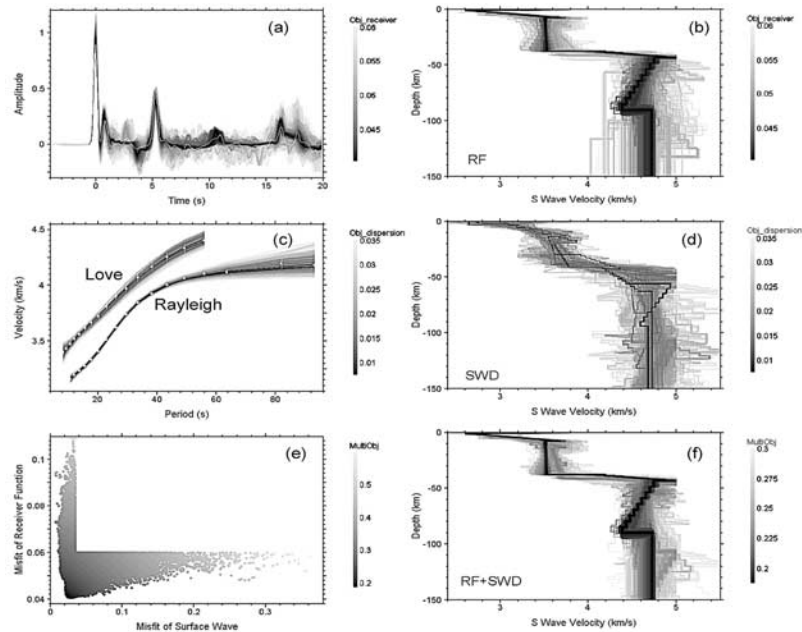 (a)
Obj_receiver
0.06
0.055
0.05
0.045
Amplitude
1
0.5
0
0
5
10
15
20
Time (s)
(b)
Obj_receiver
0.06
0.055
0.05
0.045
Depth (km)
0
-50
-100
-150
RF
3
4
5
S Wave Velocity (km/s)
(c)
Obj_dispersion
0.035
0.03
0.025
0.02
0.015
0.01
Velocity (km/s)
4.5
4
3.5
Love
Rayleigh
20
40
60
80
Period (s)
(d)
Obj_dispersion
0.035
0.03
0.025
0.02
0.015
0.01
Depth (km)
0
-50
-100
-150
SWD
3
4
5
S Wave Velocity (km/s)
(e)
MultiObj
0.5
0.4
0.3
0.2
Misfit of Receiver Function
0.1
0.08
0.06
0.04
0
0.1
0.2
0.3
Misfit of Surface Wave
(f)
MultiObj
0.3
0.275
0.25
0.225
0.2
Depth (km)
0
-50
-100
-150
RF+SWD
3
4
5
S Wave Velocity (km/s)